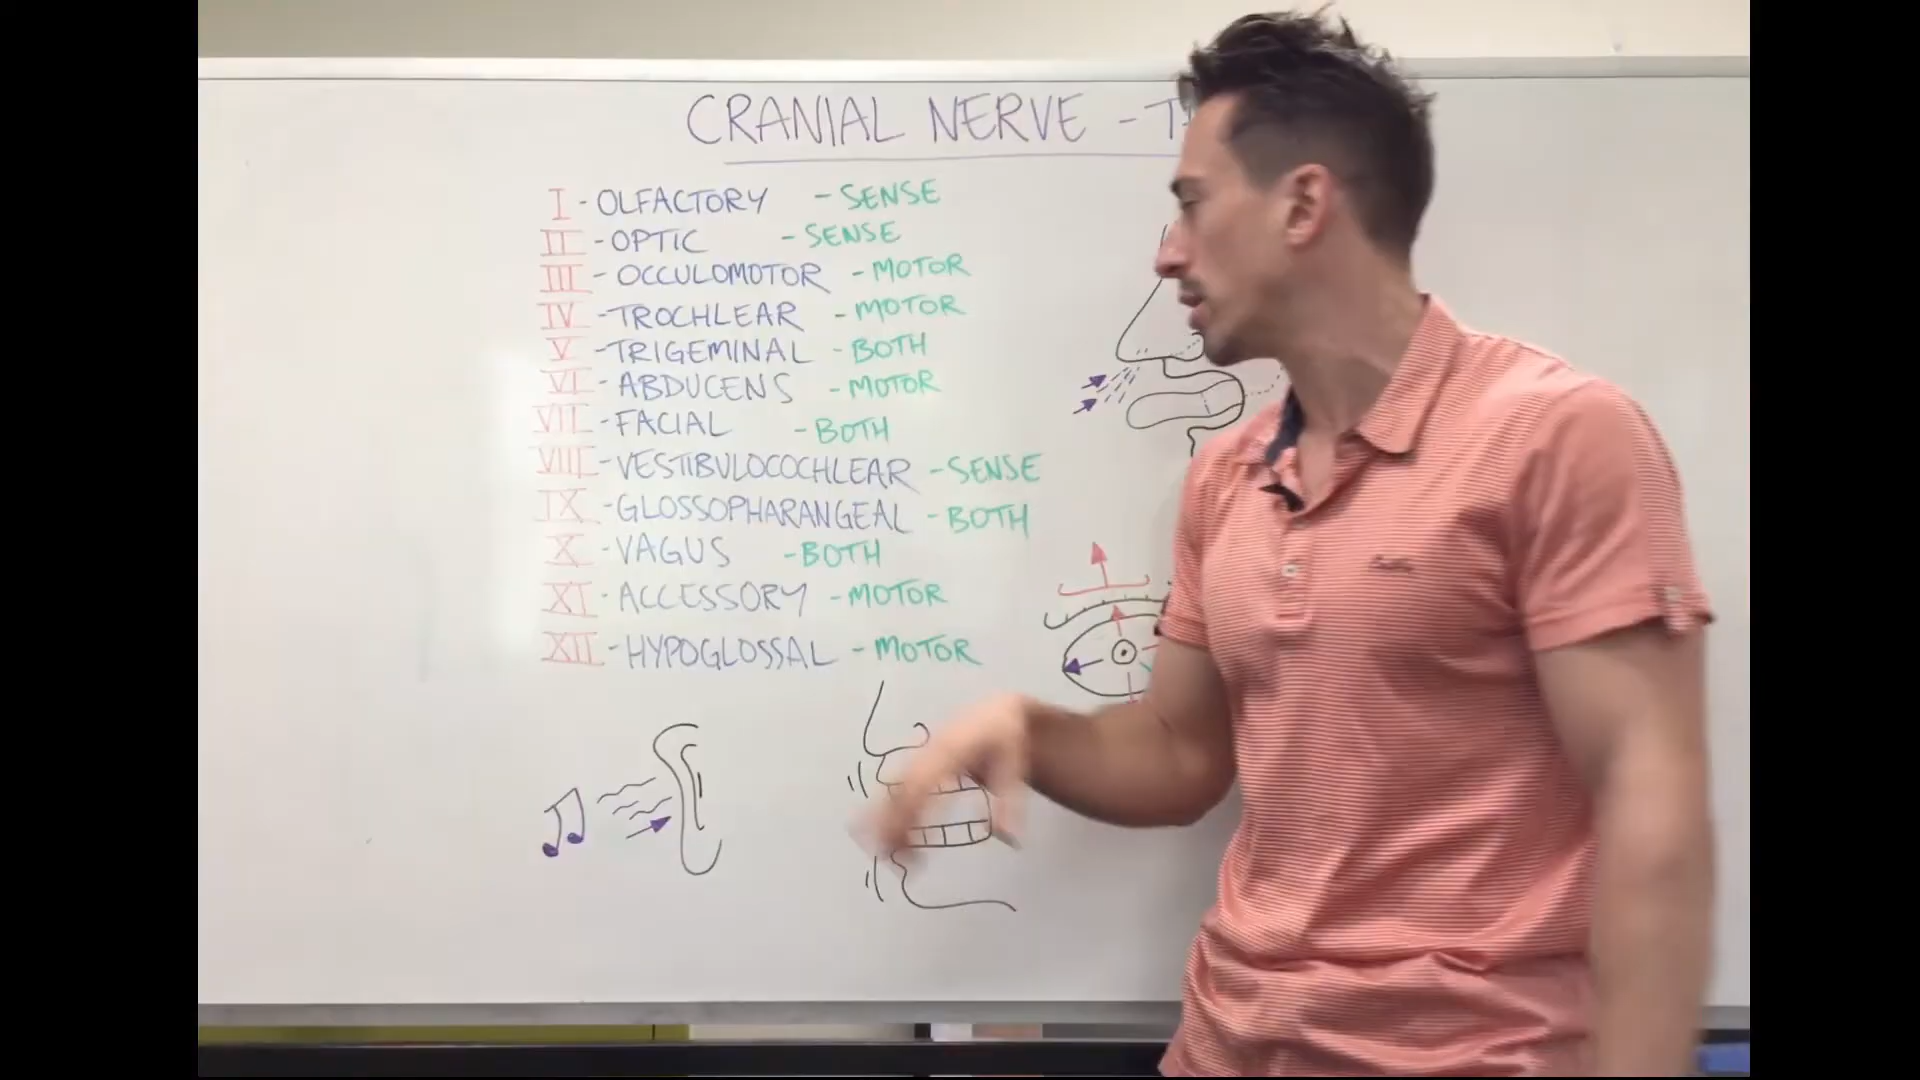 CRANIAL NERVE -
I - OLFACTORY - SENSE
II - OPTIC - SENSE
III - OCCULOMOTOR - MOTOR
IV - TROCHLEAR - MOTOR
V - TRIGEMINAL - BOTH
VI - ABDUCENS - MOTOR
VII - FACIAL - BOTH
VIII - VESTIBULOCOCHLEAR - SENSE
IX - GLOSSOPHARANGEAL - BOTH
X - VAGUS - BOTH
XI - ACCESSORY - MOTOR
XII - HYPOGLOSSAL - MOTOR